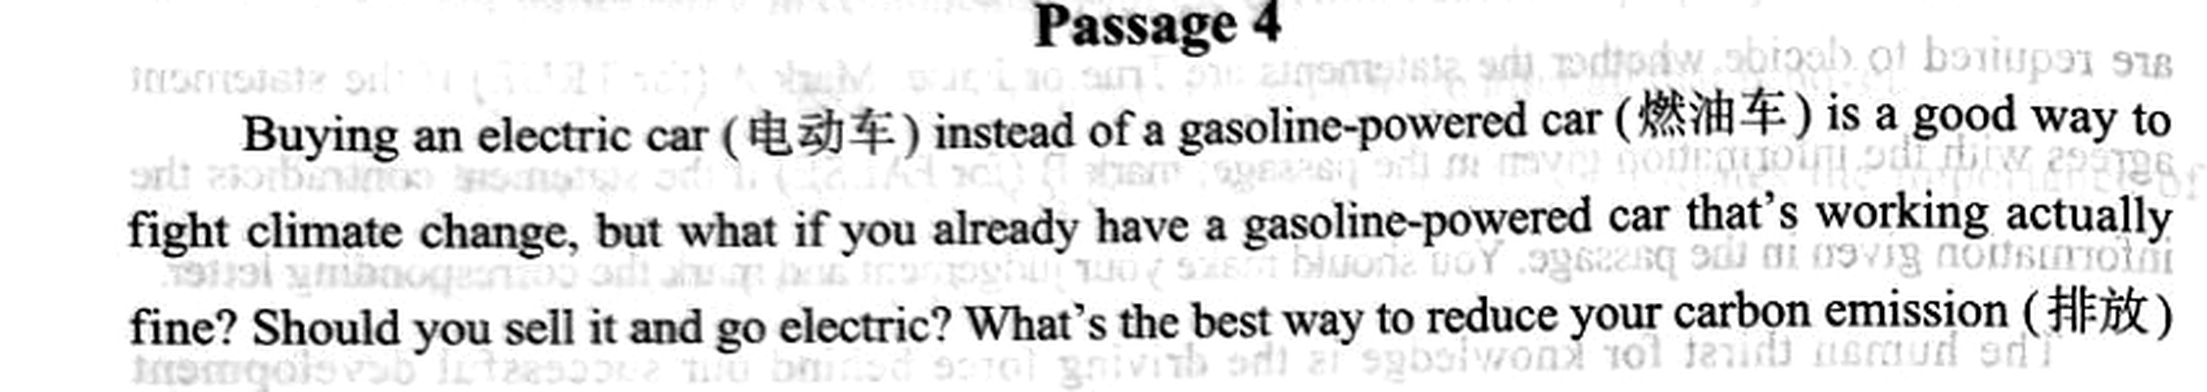 Passage 4
Buying an electric car (电动车) instead of a gasoline-powered car (燃油车) is a good way to
fight climate change, but what if you already have a gasoline-powered car that's working actually
fine? Should you sell it and go electric? What's the best way to reduce your carbon emission (排放)